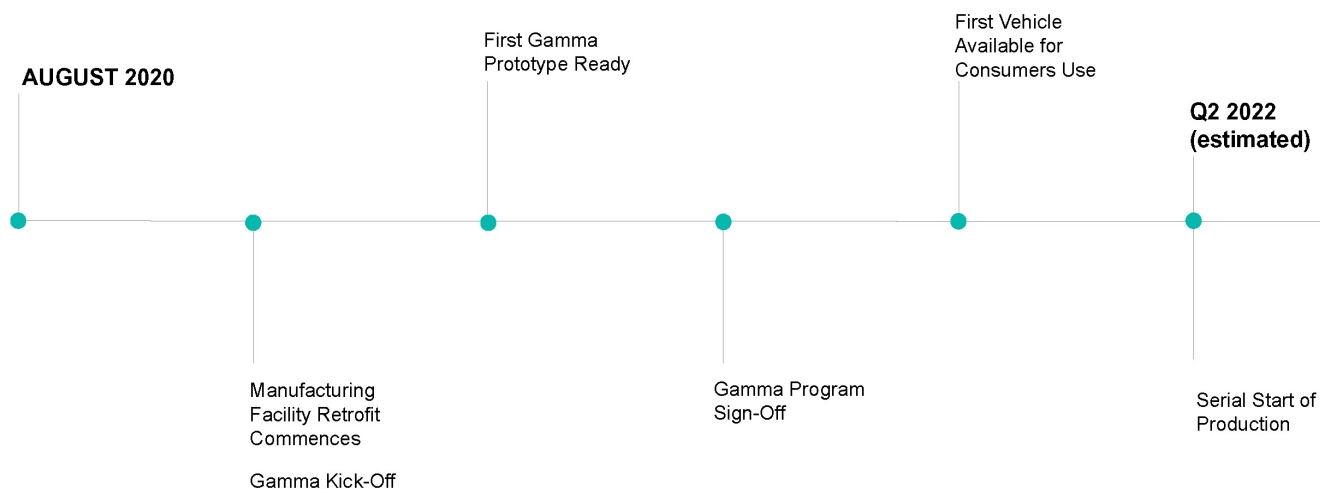 AUGUST 2020
Manufacturing
Facility Retrofit
Commences
Gamma Kick-Off
First Gamma
Prototype Ready
Gamma Program
Sign-Off
First Vehicle
Available for
Consumers Use
Q2 2022
(estimated)
Serial Start of
Production